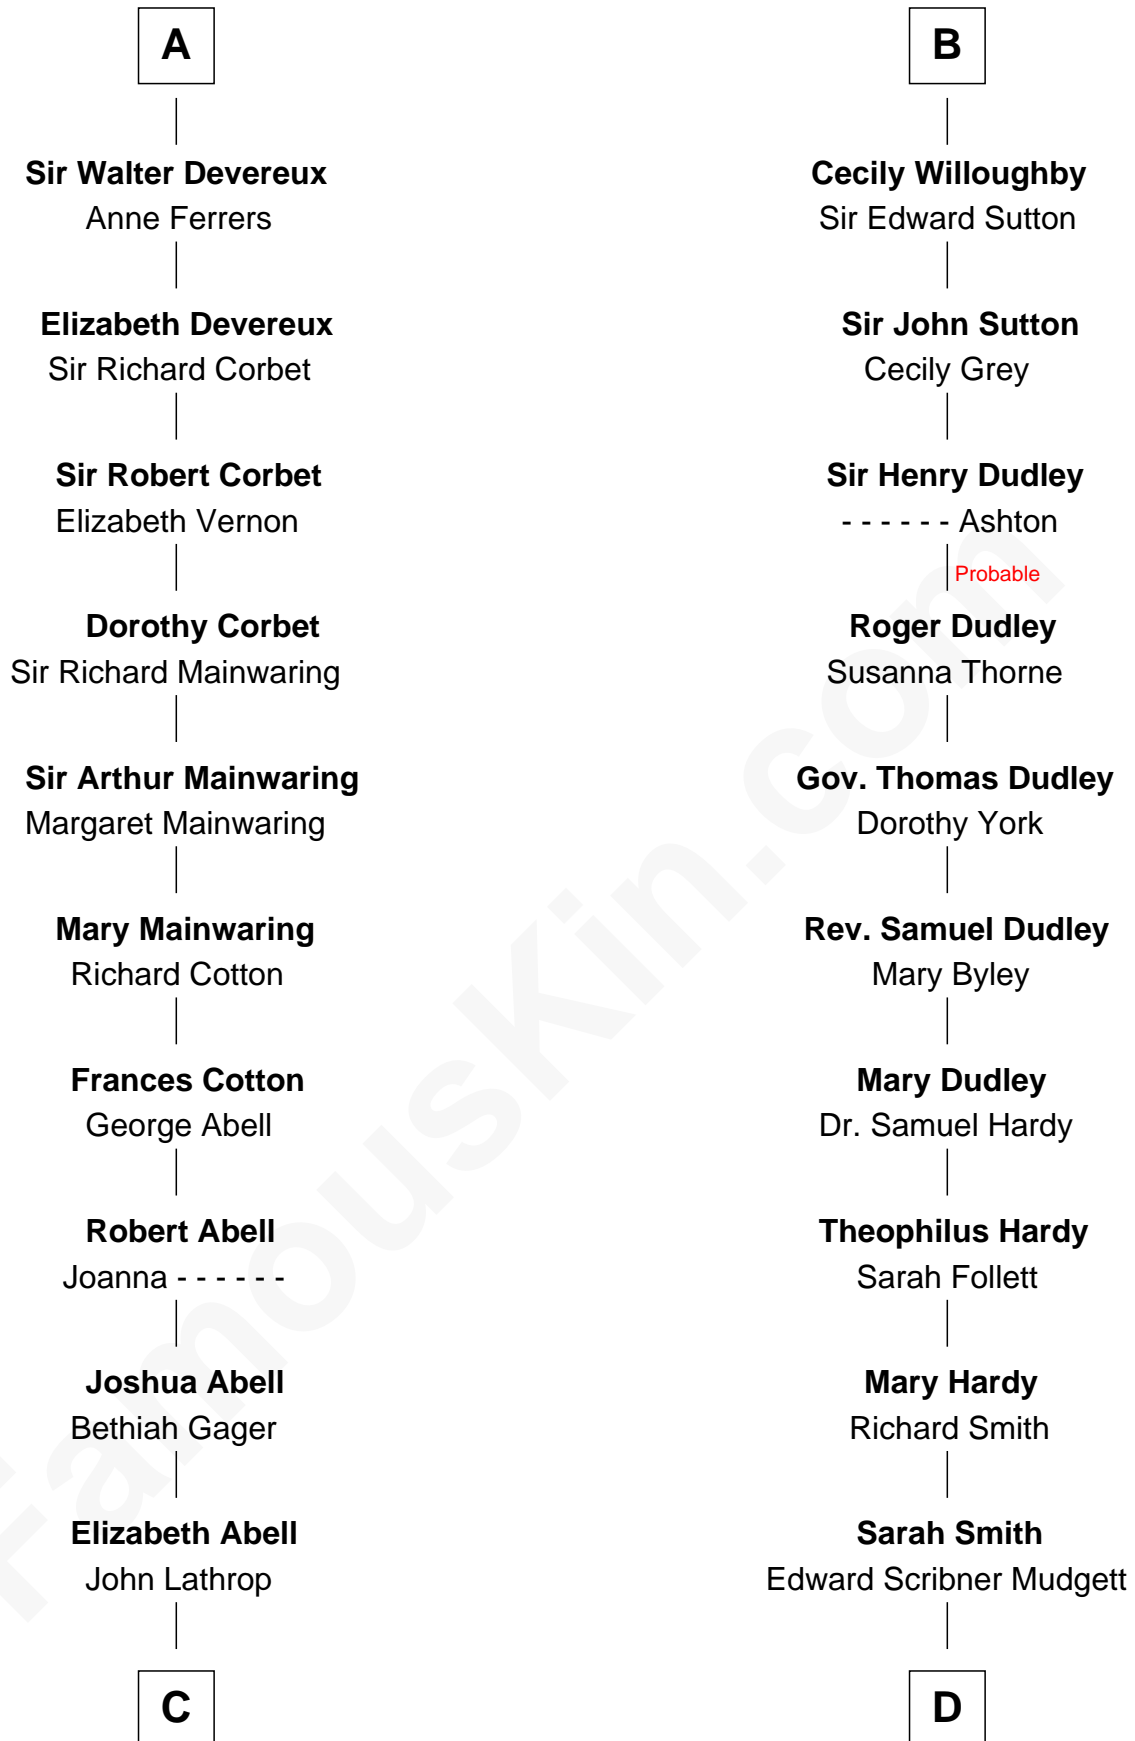 A
Sir Walter Devereux
Anne Ferrers
Elizabeth Devereux
Sir Richard Corbet
Sir Robert Corbet
Elizabeth Vernon
Dorothy Corbet
Sir Richard Mainwaring
Sir Arthur Mainwaring
Margaret Mainwaring
Mary Mainwaring
Richard Cotton
Frances Cotton
George Abell
Robert Abell
Joanna - - - - - -
Joshua Abell
Bethiah Gager
Elizabeth Abell
John Lathrop
C
B
Cecily Willoughby
Sir Edward Sutton
Sir John Sutton
Cecily Grey
Sir Henry Dudley
- - - - - - Ashton
Probable
Roger Dudley
Susanna Thorne
Gov. Thomas Dudley
Dorothy York
Rev. Samuel Dudley
Mary Byley
Mary Dudley
Dr. Samuel Hardy
Theophilus Hardy
Sarah Follett
Mary Hardy
Richard Smith
Sarah Smith
Edward Scribner Mudgett
D
FamousKin.com